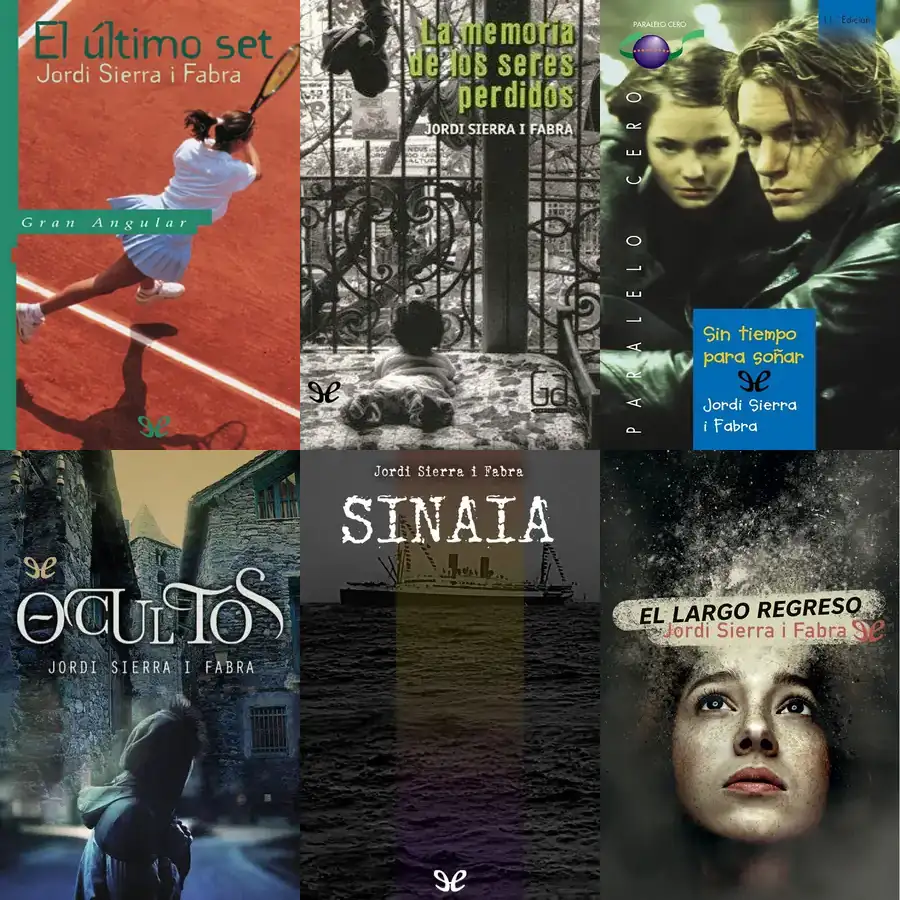 El último set
Jordi Sierra i Fabra
Gran Angular
La memoria
de los seres
perdidos
JORDI SIERRA I FABRA
PARALELO CERO
11.ª Edición
PARALELO CERO
Sin tiempo
para soñar
Jordi Sierra
i Fabra
OCULTOS
JORDI SIERRA I FABRA
Jordi Sierra i Fabra
SINAIA
EL LARGO REGRESO
Jordi Sierra i Fabra